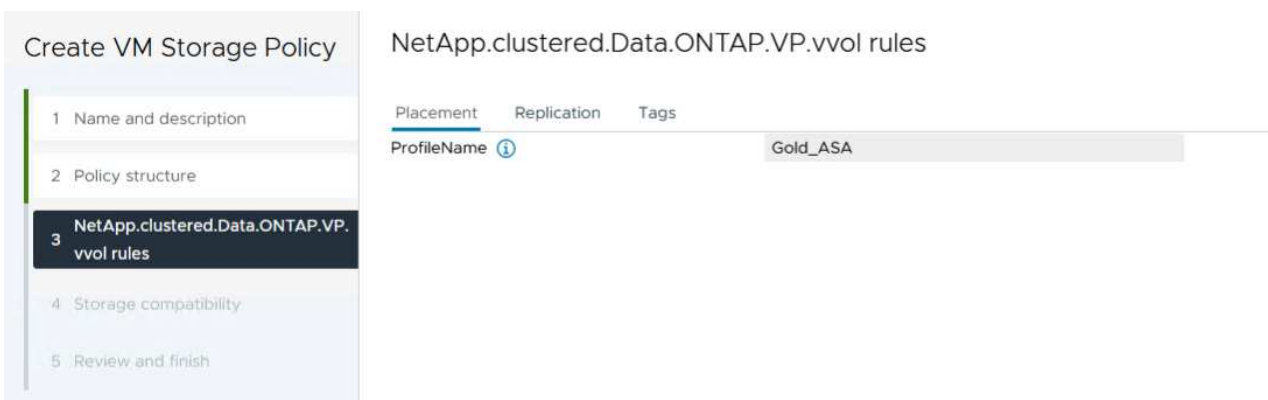 Create VM Storage Policy
1 Name and description
2 Policy structure
3 NetApp.clustered.Data.ONTAP.VP.
vvol rules
4 Storage compatibility
5 Review and finish
NetApp.clustered.Data.ONTAP.VP.vvol rules
Placement Replication Tags
ProfileName Gold_ASA